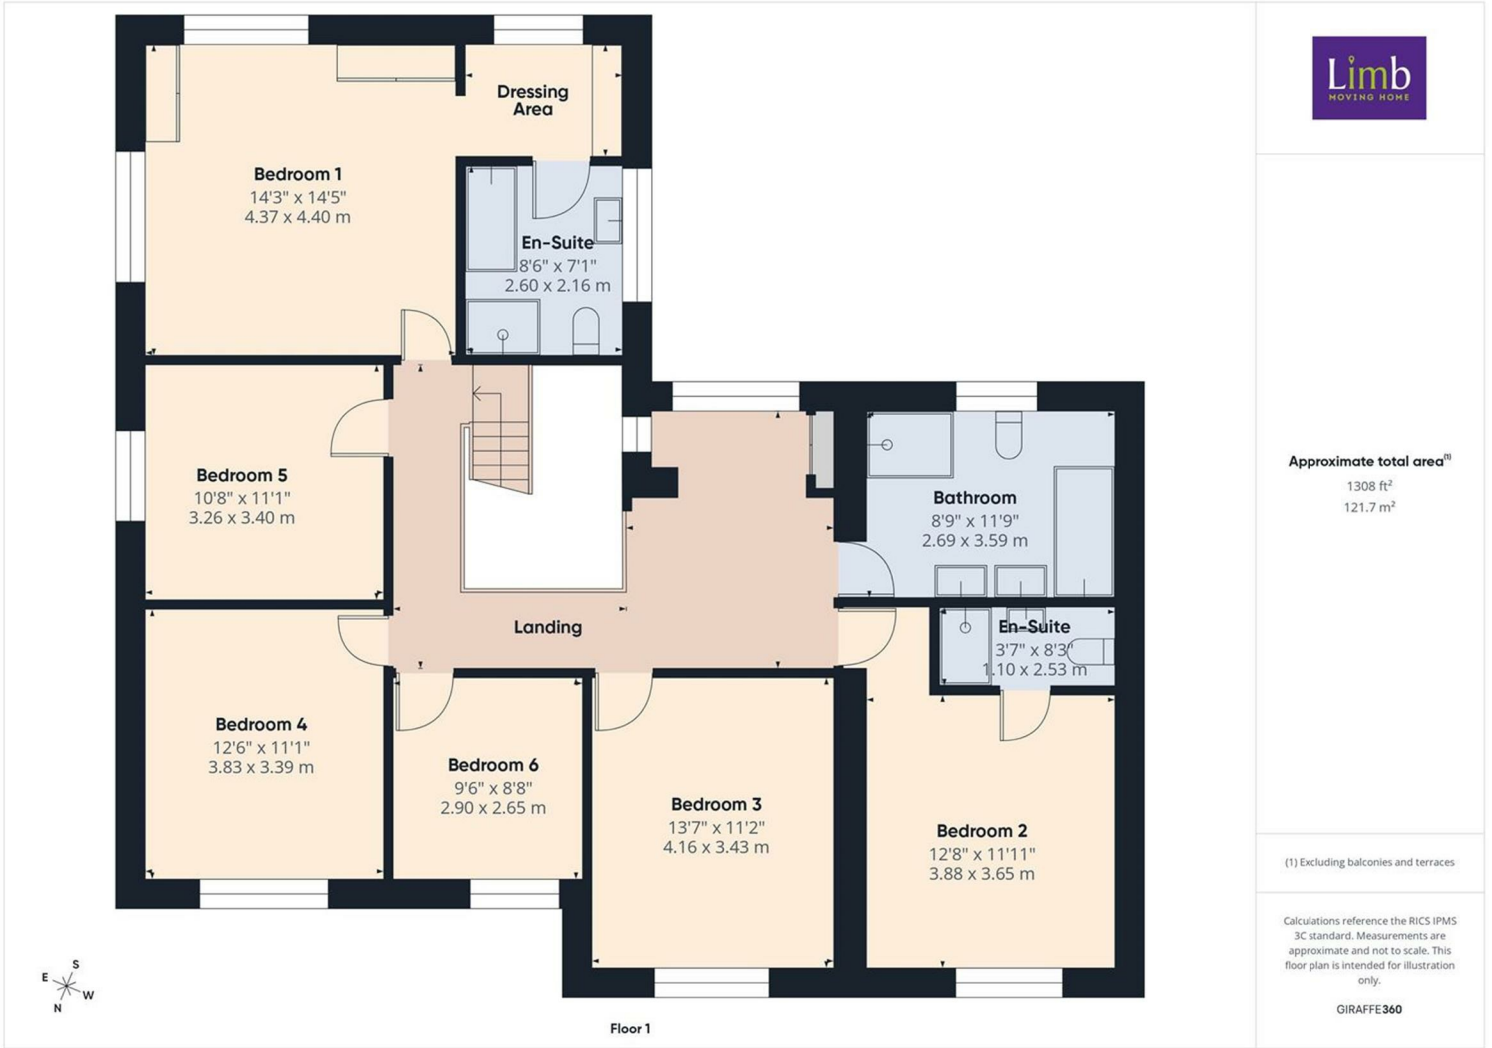 Dressing
Area
Bedroom 1
14'3" x 14'5"
4.37 x 4.40 m
En-Suite
8'6" x 7'1"
2.60 x 2.16 m
Bedroom 5
10'8" x 11'1"
3.26 x 3.40 m
Bathroom
8'9" x 11'9"
2.69 x 3.59 m
Landing
En-Suite
3'7" x 8'3"
1.10 x 2.53 m
Bedroom 4
12'6" x 11'1"
3.83 x 3.39 m
Bedroom 6
9'6" x 8'8"
2.90 x 2.65 m
Bedroom 3
13'7" x 11'2"
4.16 x 3.43 m
Bedroom 2
12'8" x 11'11"
3.88 x 3.65 m
S
E
W
N
Floor 1
Limb
MOVING HOME
Approximate total area(1)
1308 ft²
121.7 m²
(1) Excluding balconies and terraces
Calculations reference the RICS IPMS
3C standard. Measurements are
approximate and not to scale. This
floor plan is intended for illustration
only.
GIRAFFE360